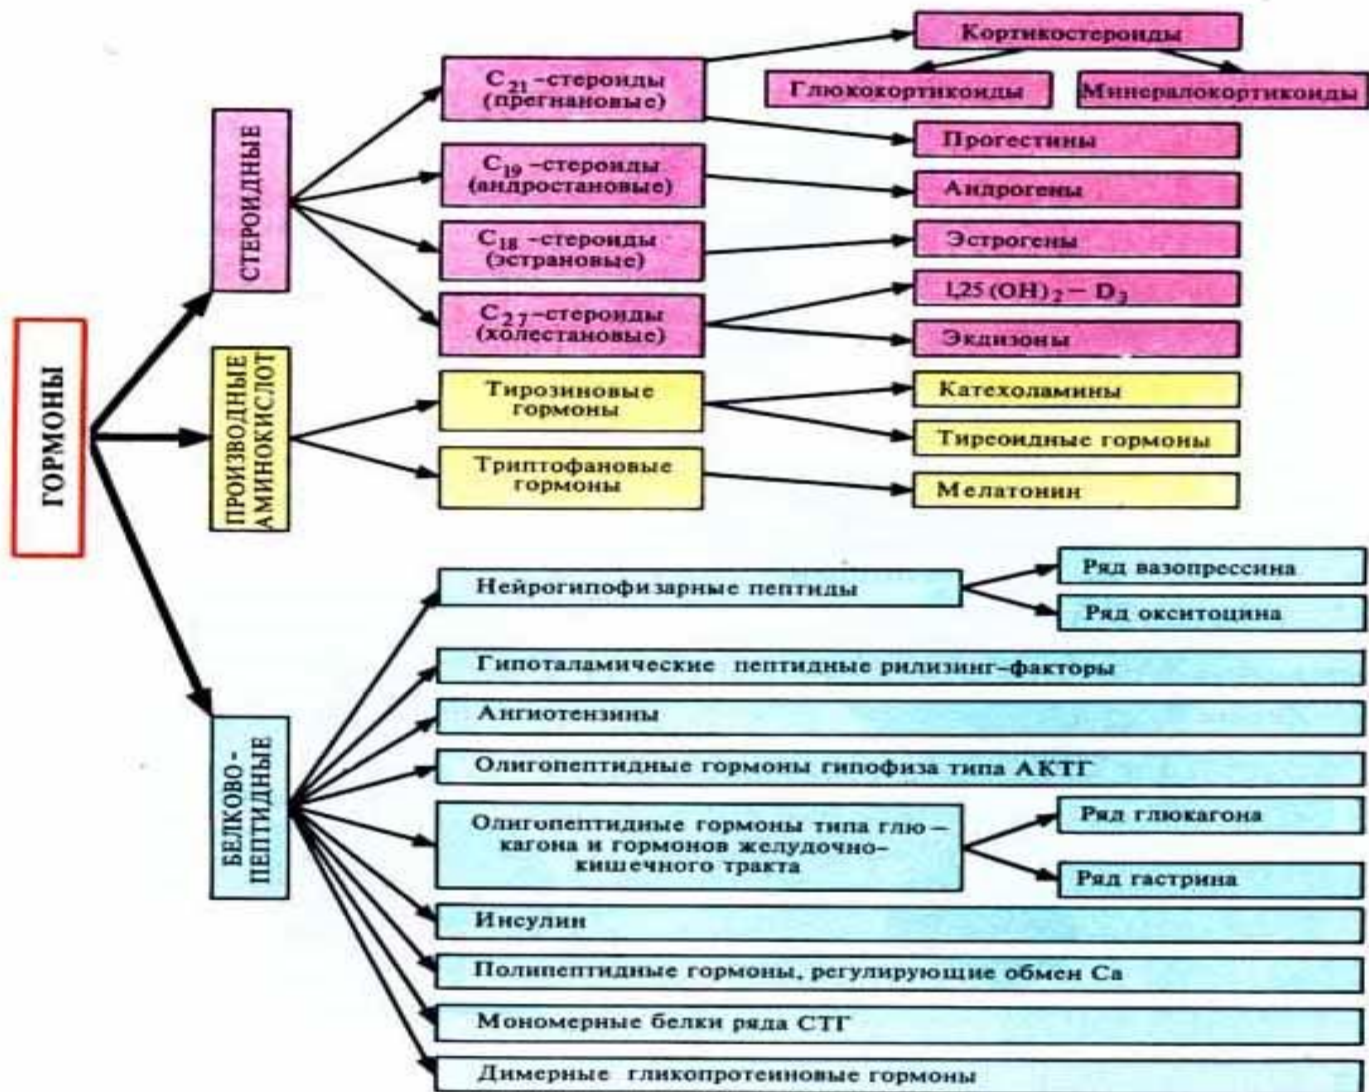 ГОРМОНЫ
СТЕРОИДНЫЕ
C21-стероиды
(прегнановые)
Кортикостероиды
Глюкокортикоиды
Минералокортикоиды
Прогестины
C19-стероиды
(андростановые)
Андрогены
C18-стероиды
(эстрановые)
Эстрогены
C27-стероиды
(холестановые)
1,25(OH)2 – D3
Экдизоны
ПРОИЗВОДНЫЕ
АМИНОКИСЛОТ
Тирозиновые
гормоны
Катехоламины
Тиреоидные гормоны
Триптофановые
гормоны
Мелатонин
БЕЛКОВО-
ПЕПТИДНЫЕ
Нейрогипофизарные пептиды
Ряд вазопрессина
Ряд окситоцина
Гипоталамические пептидные рилизинг-факторы
Ангиотензины
Олигопептидные гормоны гипофиза типа АКТГ
Олигопептидные гормоны типа глю-
кагона и гормонов желудочно-
кишечного тракта
Ряд глюкагона
Ряд гастрина
Инсулин
Полипептидные гормоны, регулирующие обмен Ca
Мономерные белки ряда СТГ
Димерные гликопротеиновые гормоны